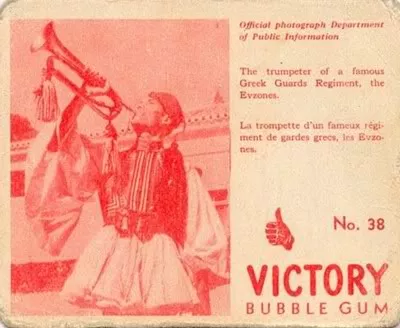 Official photograph Department
of Public Information
The trumpeter of a famous
Greek Guards Regiment, the
Evzones.
La trompette d'un fameux régi-
ment de gardes grecs, les Evzo-
nes.
No. 38
VICTORY
BUBBLE GUM